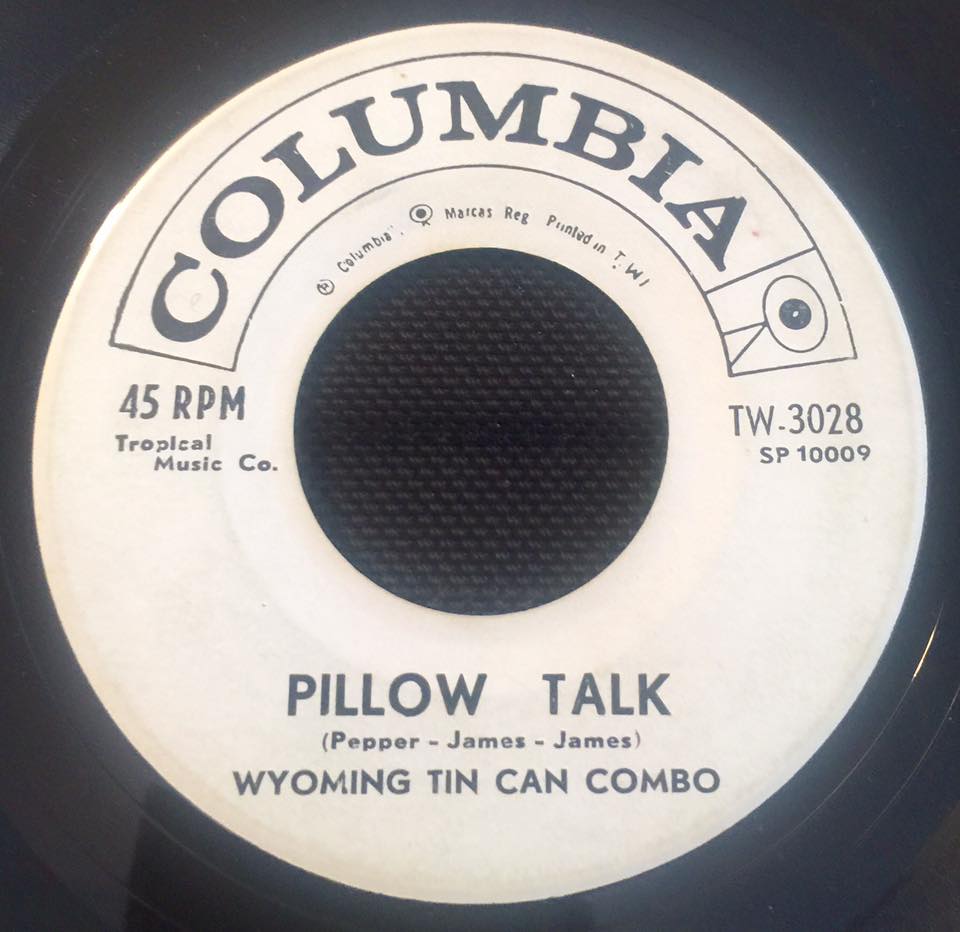 COLUMBIA
Ⓡ "Columbia", Marcas Reg Printed in T.W.I
45 RPM
Tropical
Music Co.
TW-3028
SP 10009
PILLOW TALK
(Pepper - James - James)
WYOMING TIN CAN COMBO